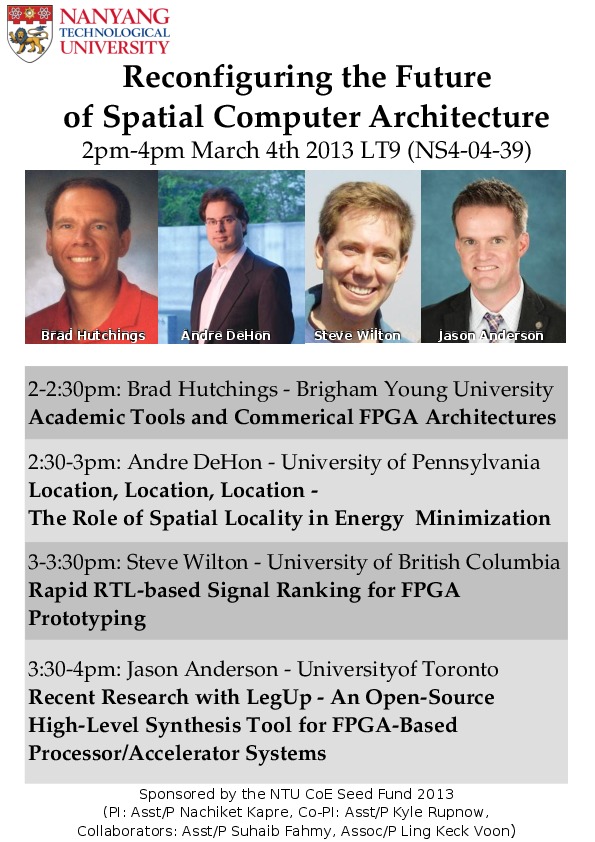 NANYANG
TECHNOLOGICAL
UNIVERSITY
Reconfiguring the Future
of Spatial Computer Architecture
2pm-4pm March 4th 2013 LT9 (NS4-04-39)
Brad Hutchings
Andre DeHon
Steve Wilton
Jason Anderson
2-2:30pm: Brad Hutchings - Brigham Young University
Academic Tools and Commerical FPGA Architectures
2:30-3pm: Andre DeHon - University of Pennsylvania
Location, Location, Location -
The Role of Spatial Locality in Energy  Minimization
3-3:30pm: Steve Wilton - University of British Columbia
Rapid RTL-based Signal Ranking for FPGA
Prototyping
3:30-4pm: Jason Anderson - Universityof Toronto
Recent Research with LegUp - An Open-Source
High-Level Synthesis Tool for FPGA-Based
Processor/Accelerator Systems
Sponsored by the NTU CoE Seed Fund 2013
(PI: Asst/P Nachiket Kapre, Co-PI: Asst/P Kyle Rupnow,
Collaborators: Asst/P Suhaib Fahmy, Assoc/P Ling Keck Voon)